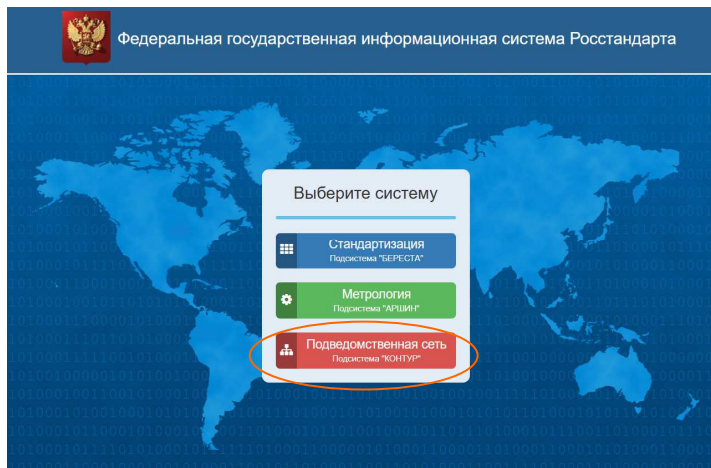 Федеральная государственная информационная система Росстандарта
Выберите систему
Стандартизация
Подсистема "БЕРЕСТА"
Метрология
Подсистема "АРШИН"
Подведомственная сеть
Подсистема "КОНТУР"